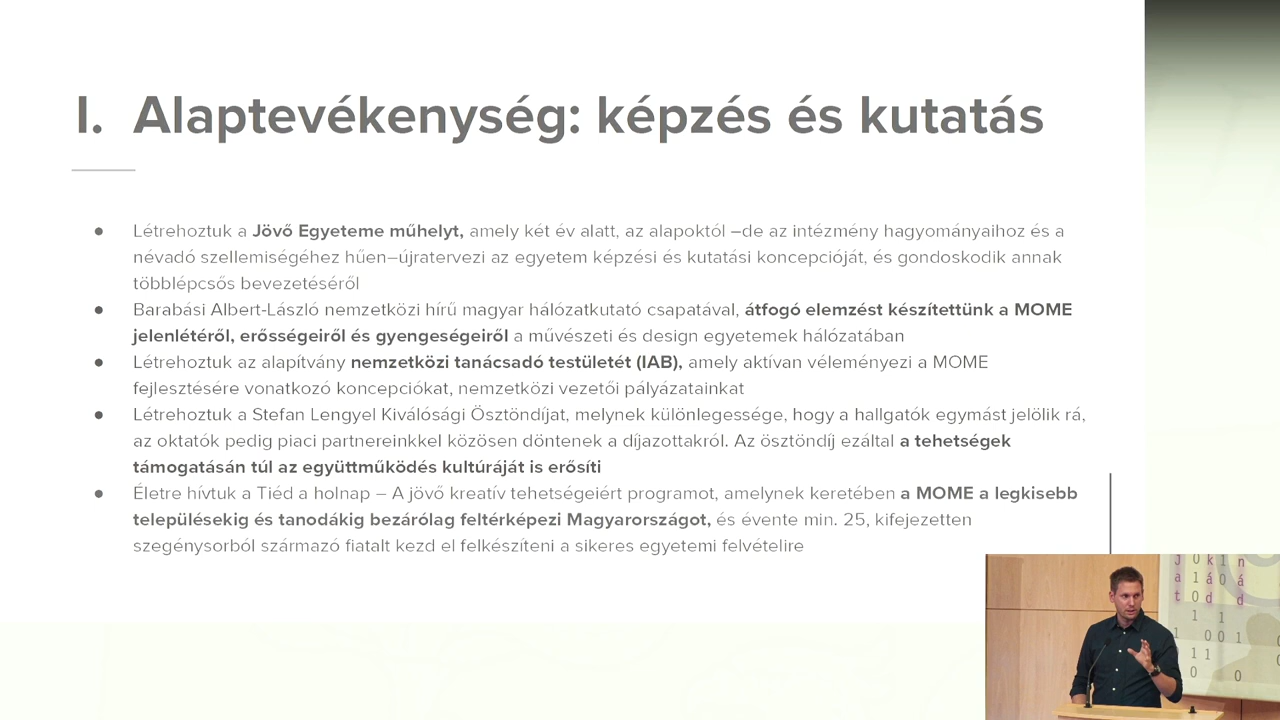 I. Alaptevékenység: képzés és kutatás
● Létrehoztuk a Jövő Egyeteme műhelyt, amely két év alatt, az alapoktól –de az intézmény hagyományaihoz és a
névadó szellemiségéhez hűen–újratervezi az egyetem képzési és kutatási koncepcióját, és gondoskodik annak
többlépcsős bevezetéséről
● Barabási Albert-László nemzetközi hírű magyar hálózatkutató csapatával, átfogó elemzést készítettünk a MOME
jelenlétéről, erősségeiről és gyengeségeiről a művészeti és design egyetemek hálózatában
● Létrehoztuk az alapítvány nemzetközi tanácsadó testületét (IAB), amely aktívan véleményezi a MOME
fejlesztésére vonatkozó koncepciókat, nemzetközi vezetői pályázatainkat
● Létrehoztuk a Stefan Lengyel Kiválósági Ösztöndíjat, melynek különlegessége, hogy a hallgatók egymást jelölik rá,
az oktatók pedig piaci partnereinkkel közösen döntenek a díjazottakról. Az ösztöndíj ezáltal a tehetségek
támogatásán túl az együttműködés kultúráját is erősíti
● Életre hívtuk a Tiéd a holnap – A jövő kreatív tehetségeiért programot, amelynek keretében a MOME a legkisebb
településekig és tanodákig bezárólag feltérképezi Magyarországot, és évente min. 25, kifejezetten
szegénysorból származó fiatalt kezd el felkészíteni a sikeres egyetemi felvételire